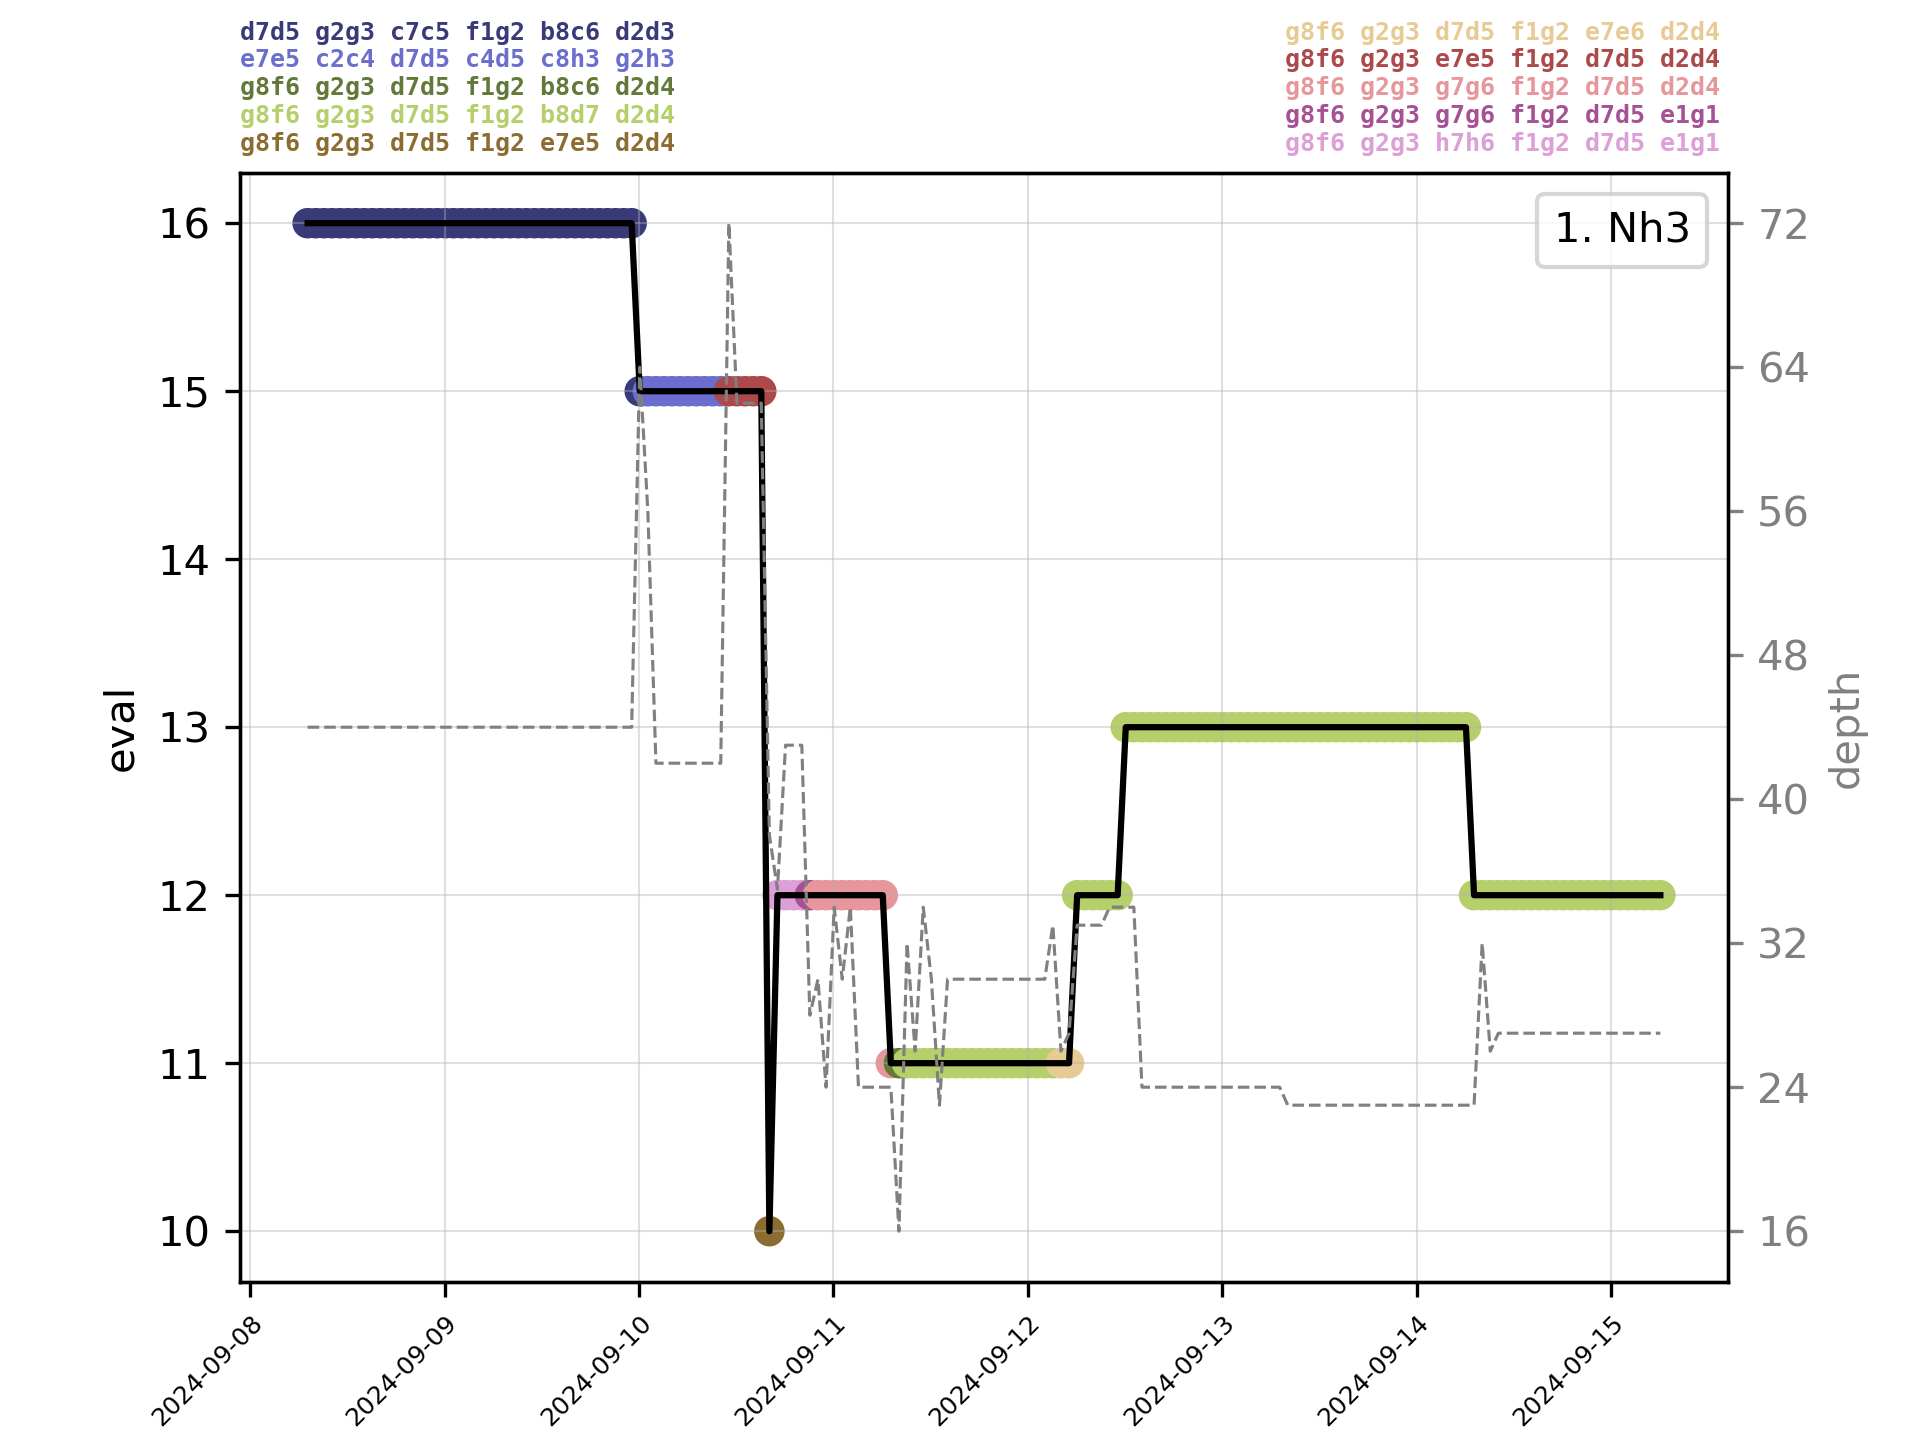 d7d5 g2g3 c7c5 f1g2 b8c6 d2d3
e7e5 c2c4 d7d5 c4d5 c8h3 g2h3
g8f6 g2g3 d7d5 f1g2 b8c6 d2d4
g8f6 g2g3 d7d5 f1g2 b8d7 d2d4
g8f6 g2g3 d7d5 f1g2 e7e5 d2d4
g8f6 g2g3 d7d5 f1g2 e7e6 d2d4
g8f6 g2g3 e7e5 f1g2 d7d5 d2d4
g8f6 g2g3 g7g6 f1g2 d7d5 d2d4
g8f6 g2g3 g7g6 f1g2 d7d5 e1g1
g8f6 g2g3 h7h6 f1g2 d7d5 e1g1
1. Nh3
eval
16
15
14
13
12
11
10
72
64
56
48
40
32
24
16
depth
2024-09-08
2024-09-09
2024-09-10
2024-09-11
2024-09-12
2024-09-13
2024-09-14
2024-09-15